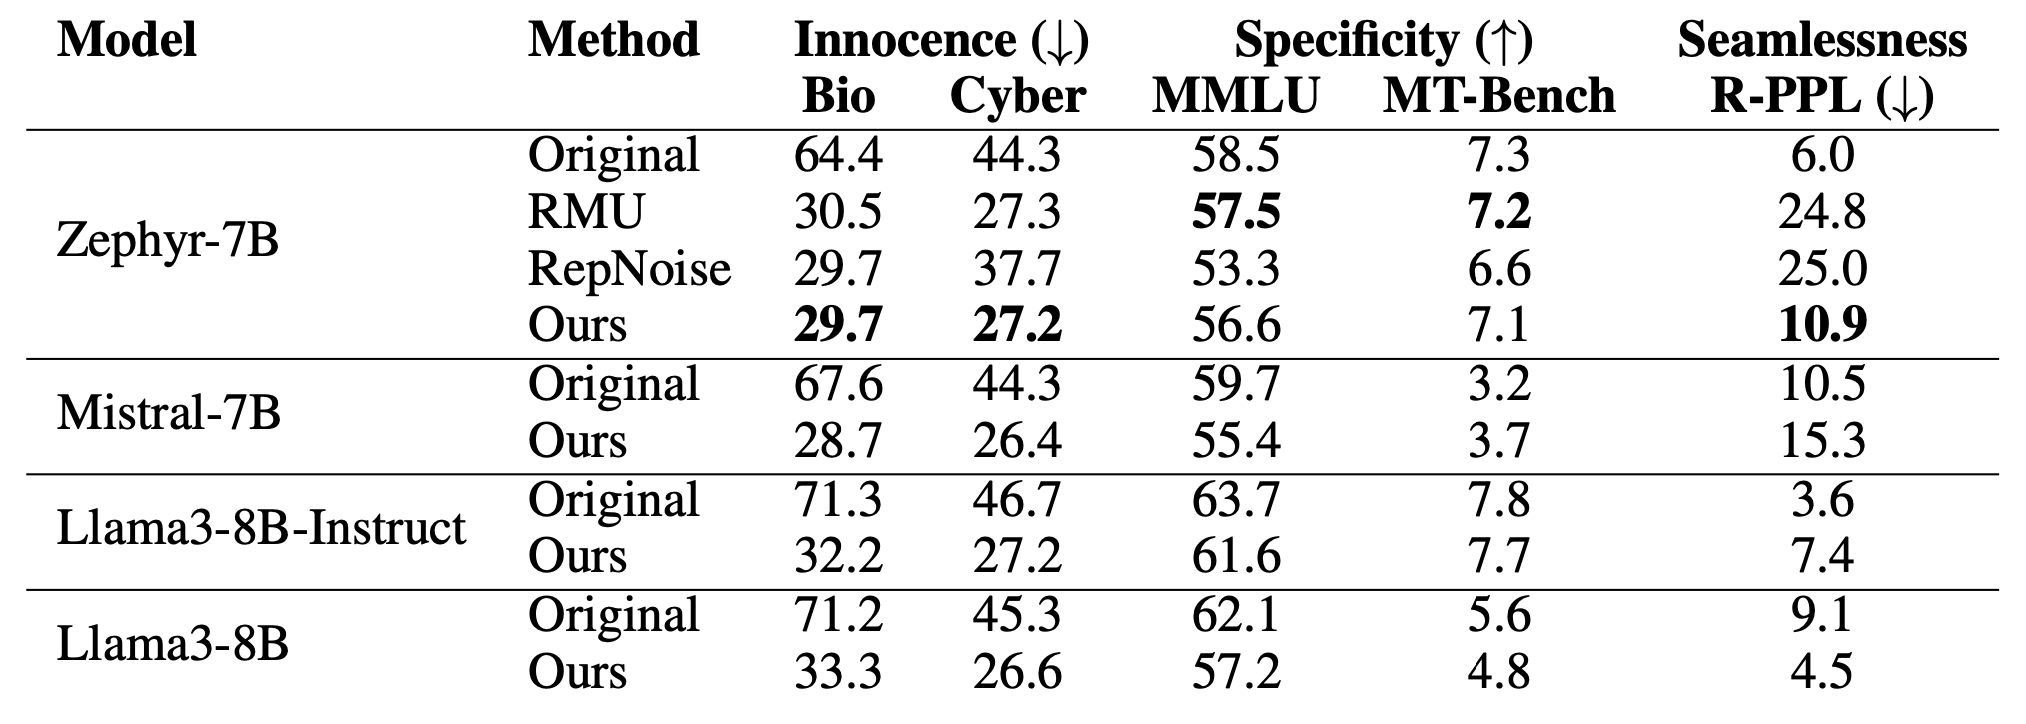 Model Method Innocence (↓) Specificity (↑) Seamlessness
Bio Cyber MMLU MT-Bench R-PPL (↓)
Zephyr-7B
Original 64.4 44.3 58.5 7.3 6.0
RMU 30.5 27.3 57.5 7.2 24.8
RepNoise 29.7 37.7 53.3 6.6 25.0
Ours 29.7 27.2 56.6 7.1 10.9
Mistral-7B
Original 67.6 44.3 59.7 3.2 10.5
Ours 28.7 26.4 55.4 3.7 15.3
Llama3-8B-Instruct
Original 71.3 46.7 63.7 7.8 3.6
Ours 32.2 27.2 61.6 7.7 7.4
Llama3-8B
Original 71.2 45.3 62.1 5.6 9.1
Ours 33.3 26.6 57.2 4.8 4.5